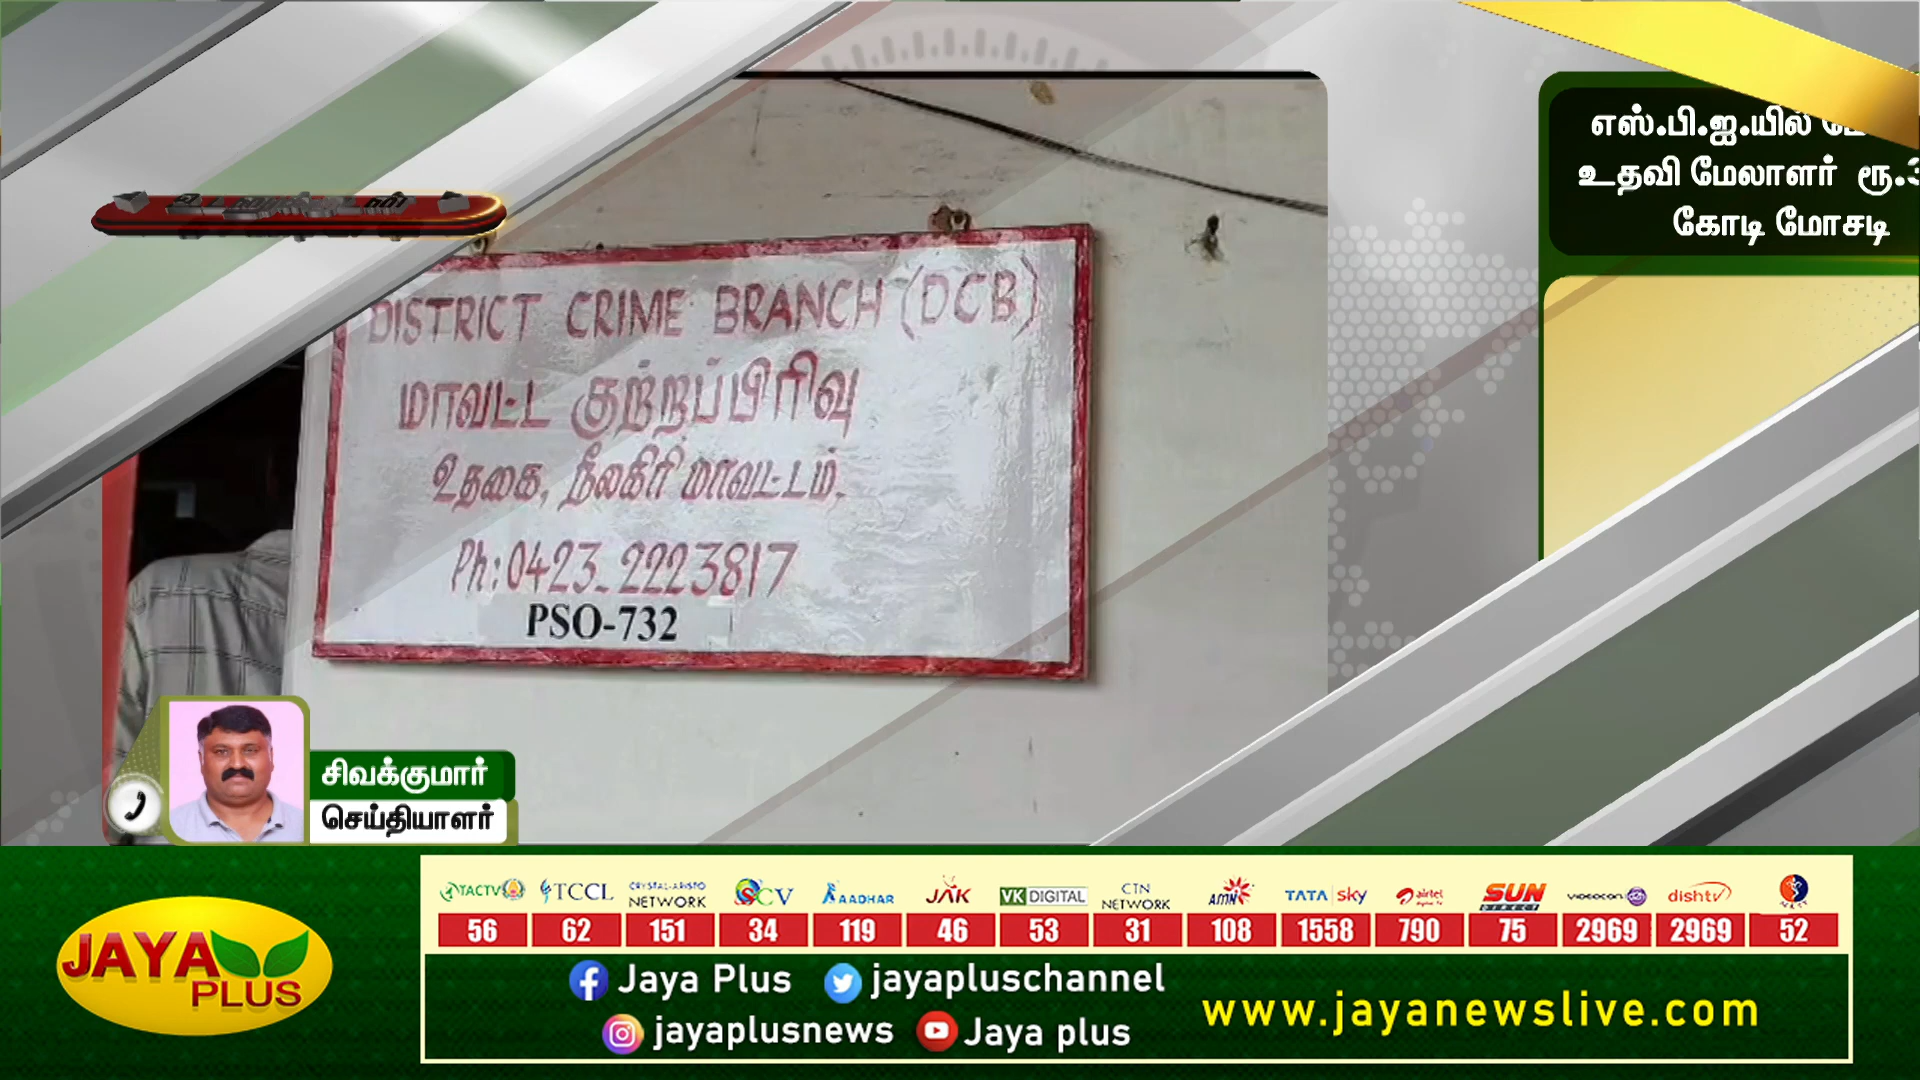 எஸ்.பி.ஐ.யில்
உதவி மேலாளர் ரூ.
கோடி மோசடி
DISTRICT CRIME BRANCH (DCB)
மாவட்ட குற்றப்பிரிவு
உதகை, நீலகிரி மாவட்டம்.
Ph: 0423-2223817
PSO-732
சிவக்குமார்
செய்தியாளர்
JAYA PLUS
TACTV TCCL CRYSTAL-ARISTO NETWORK SCV AADHAR JAK VK DIGITAL CTN NETWORK AMN TATA sky airtel SUN DIRECT videocon dishtv
56 62 151 34 119 46 53 31 108 1558 790 75 2969 2969 52
Jaya Plus jayapluschannel
jayaplusnews Jaya plus
www.jayanewslive.com